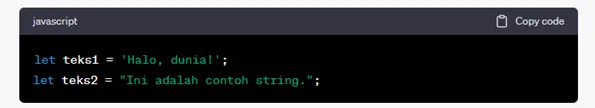 javascript
Copy code
let teks1 = 'Halo, dunia!';
let teks2 = "Ini adalah contoh string.";